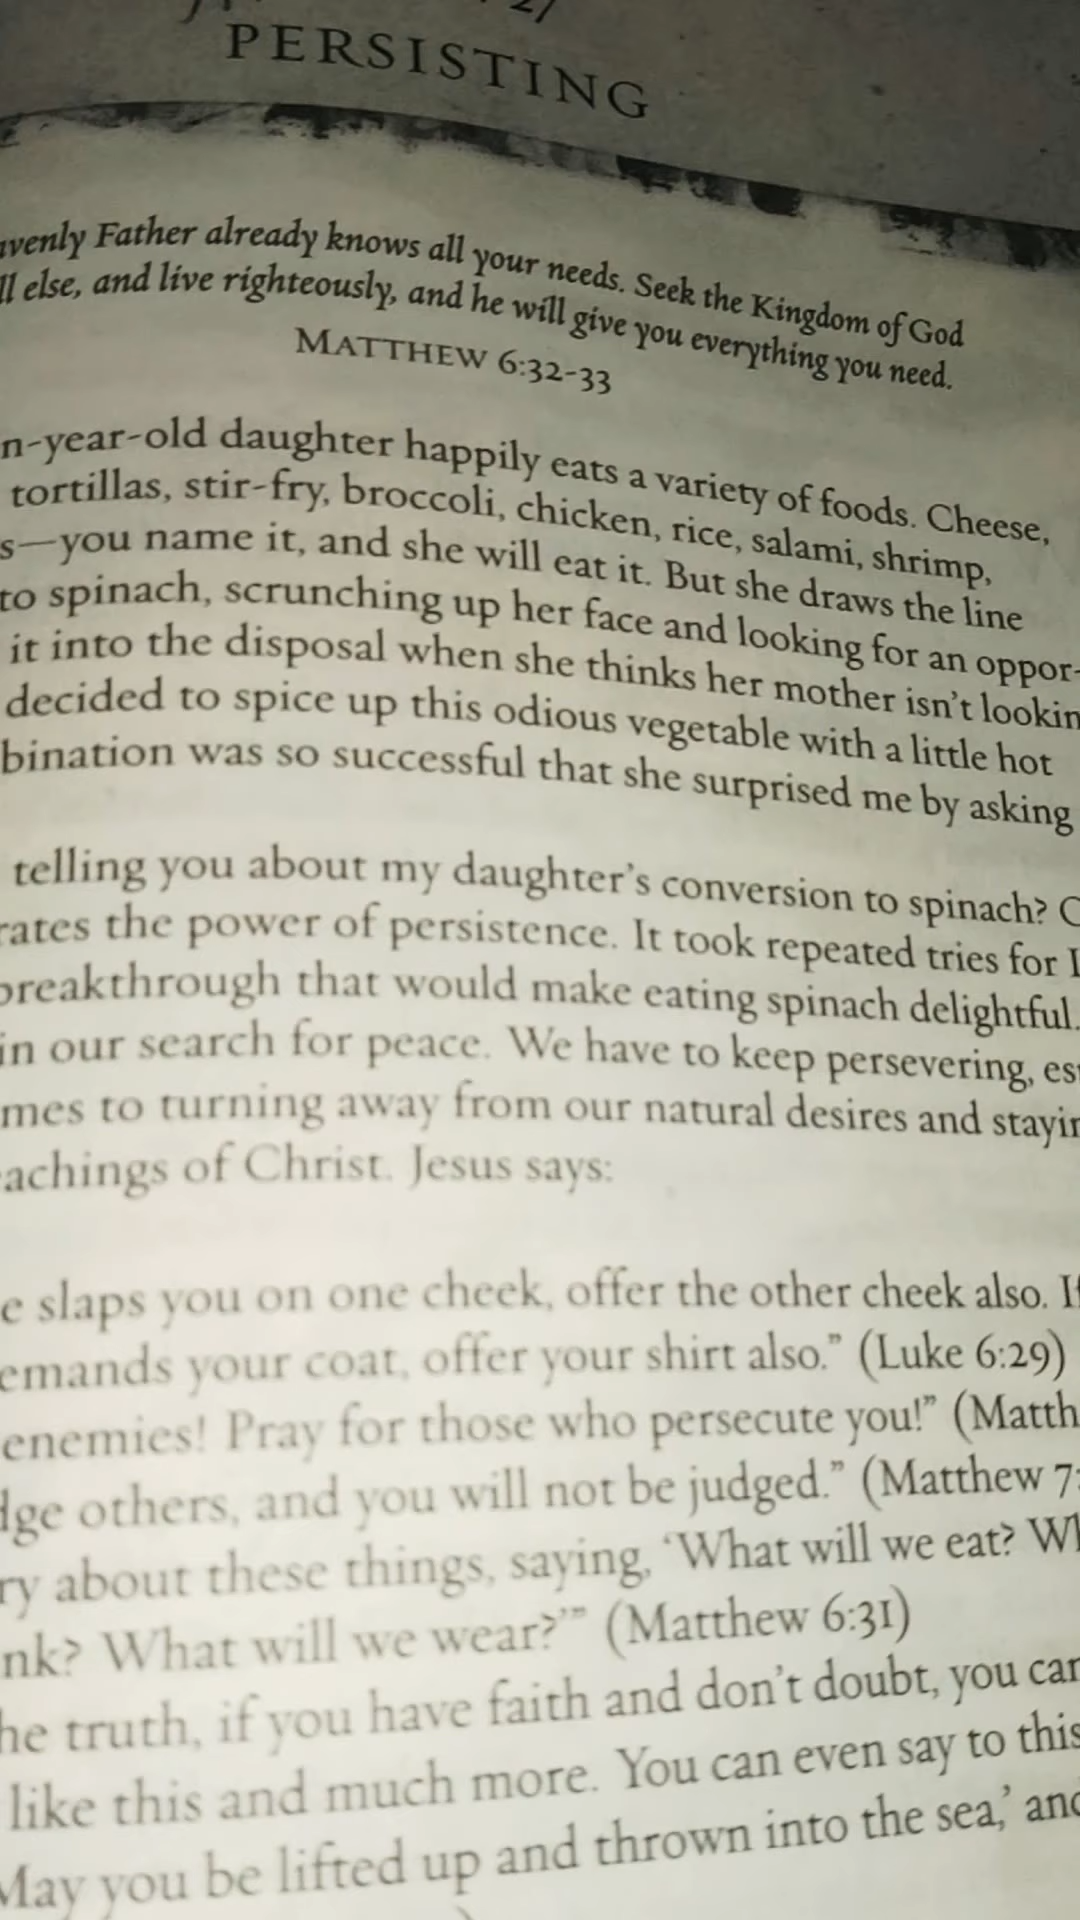 PERSISTING
Father already knows all your needs. Seek the Kingdom of God
else, and live righteously, and he will give you everything you need.
MATTHEW 6:32-33
n-year-old daughter happily eats a variety of foods. Cheese,
tortillas, stir-fry, broccoli, chicken, rice, salami, shrimp,
s—you name it, and she will eat it. But she draws the line
to spinach, scrunching up her face and looking for an oppor-
it into the disposal when she thinks her mother isn't lookin
decided to spice up this odious vegetable with a little hot
bination was so successful that she surprised me by asking
telling you about my daughter's conversion to spinach?
rates the power of persistence. It took repeated tries for
breakthrough that would make eating spinach delightful.
in our search for peace. We have to keep persevering, es
mes to turning away from our natural desires and stayin
eachings of Christ. Jesus says:
e slaps you on one cheek, offer the other cheek also. If
emands your coat, offer your shirt also.” (Luke 6:29)
enemies! Pray for those who persecute you!” (Matth
dge others, and you will not be judged.” (Matthew 7:
ry about these things, saying, ‘What will we eat? Wh
nk? What will we wear?’” (Matthew 6:31)
he truth, if you have faith and don't doubt, you can
like this and much more. You can even say to this
May you be lifted up and thrown into the sea,’ and